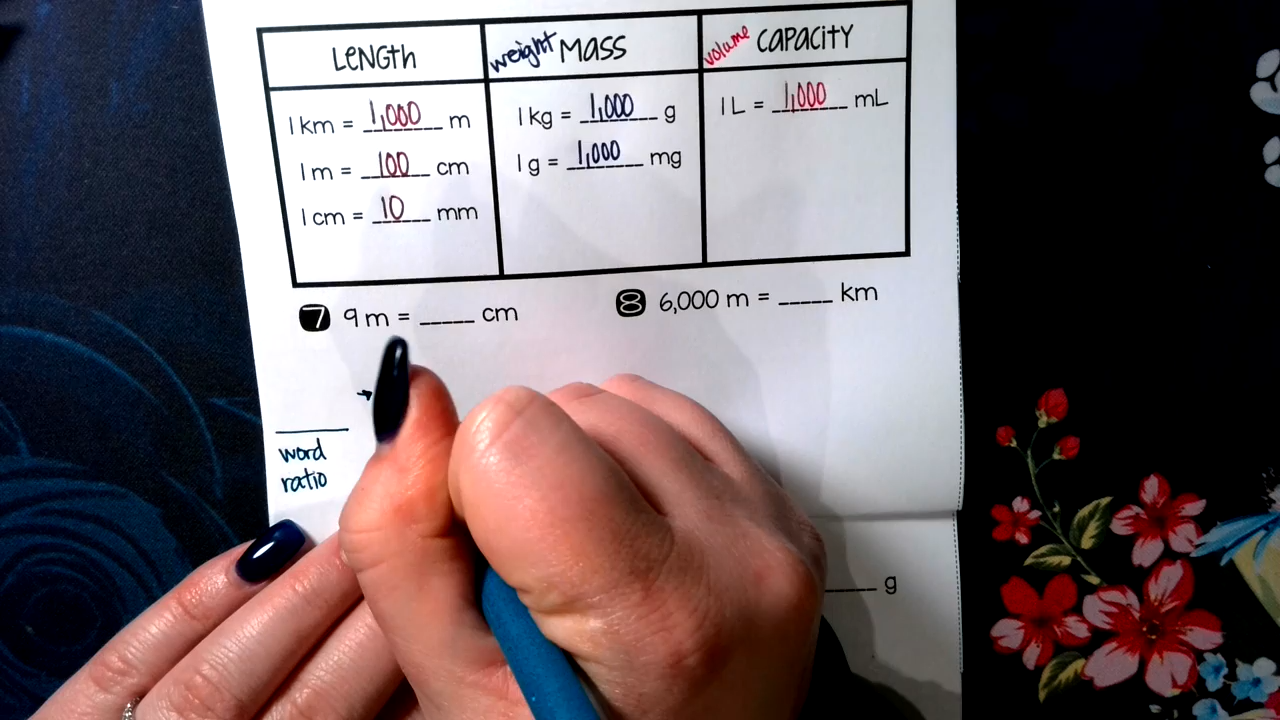 LENGTH
weight MASS
volume CAPACITY
1 km = 1,000 m
1 m = 100 cm
1 cm = 10 mm
1 kg = 1,000 g
1 g = 1,000 mg
1 L = 1,000 mL
7 9 m = _____ cm
8 6,000 m = _____ km
word
ratio
____ g